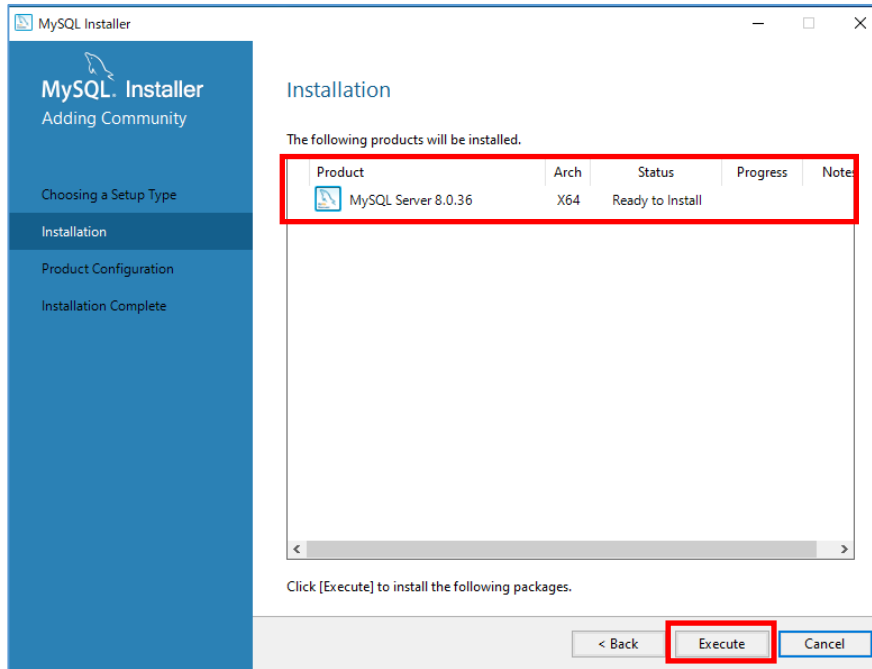 MySQL Installer
MySQL. Installer
Adding Community
Choosing a Setup Type
Installation
Product Configuration
Installation Complete
Installation
The following products will be installed.
Product Arch Status Progress Notes
MySQL Server 8.0.36 X64 Ready to Install
Click [Execute] to install the following packages.
< Back Execute Cancel